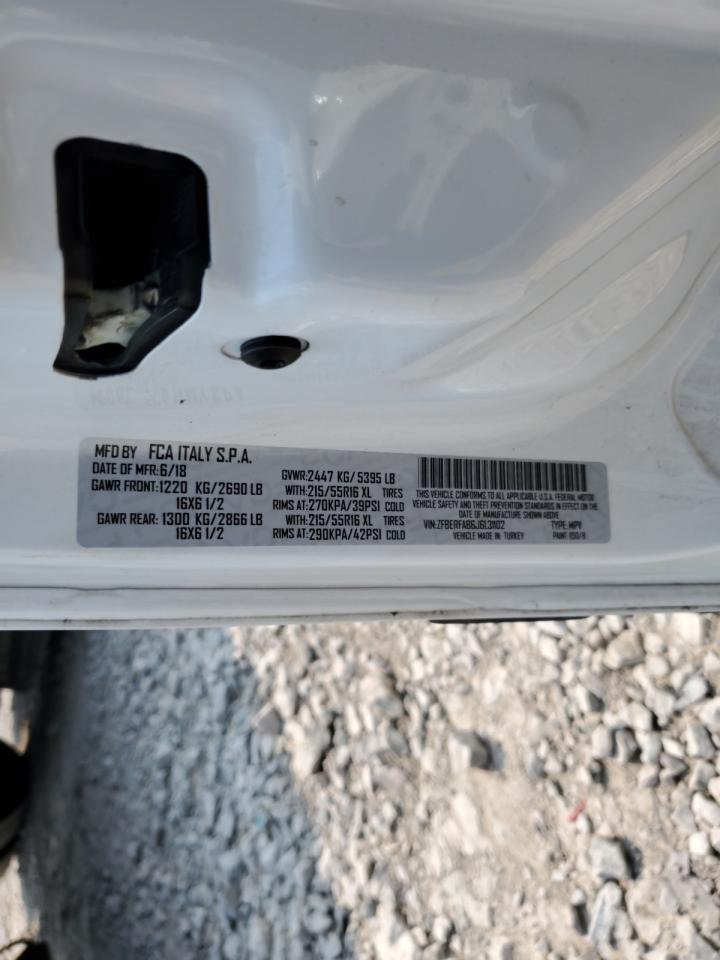 MFD BY FCA ITALY S.P.A.
DATE OF MFR: 6/18
GAWR FRONT: 1220 KG/ 2690 LB
16X6 1/2
GAWR REAR: 1300 KG/ 2866 LB
16X6 1/2
GVWR: 2447 KG/ 5395 LB
WITH: 215/55R16 XL TIRES
RIMS AT: 270KPA/39PSI COLD
WITH: 215/55R16 XL TIRES
RIMS AT: 290KPA/42PSI COLD
THIS VEHICLE CONFORMS TO ALL APPLICABLE U.S.A. FEDERAL MOTOR
VEHICLE SAFETY AND THEFT PREVENTION STANDARDS IN EFFECT ON THE
DATE OF MANUFACTURE SHOWN ABOVE
VIN: ZFBERFAB6J6L31102 TYPE: MPV
VEHICLE MADE IN: TURKEY PAINT: